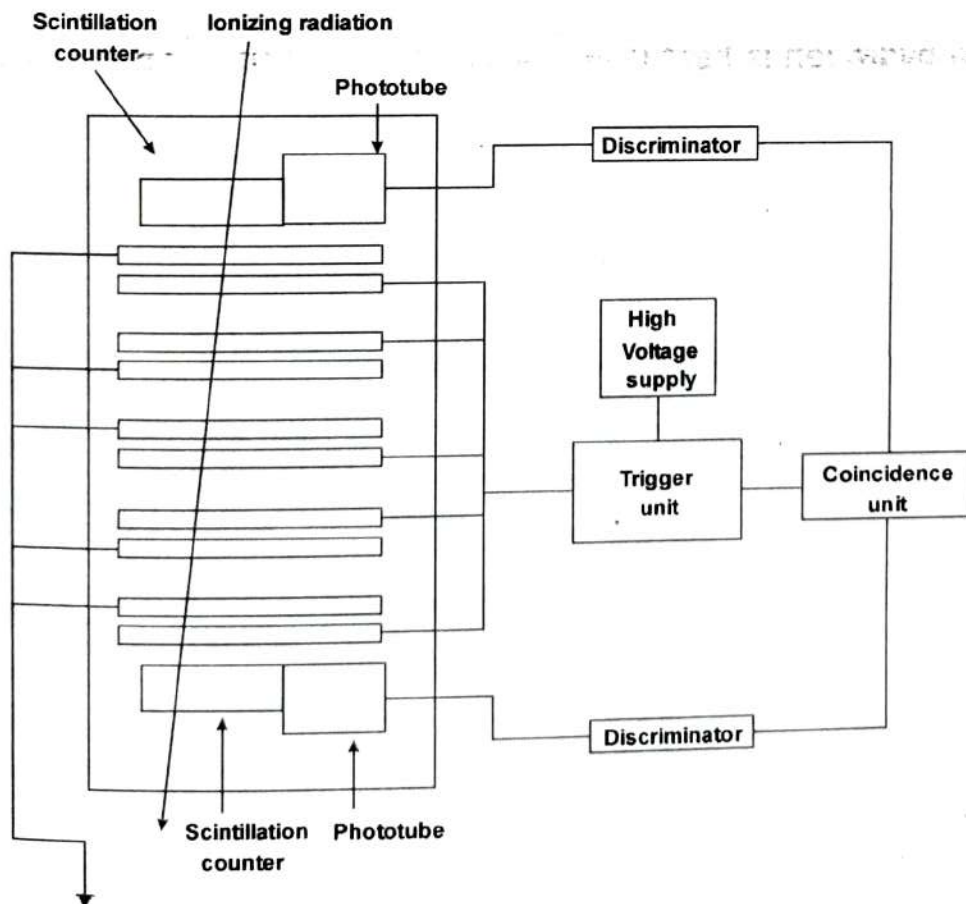 Scintillation
counter
Ionizing radiation
Phototube
Discriminator
High
Voltage
supply
Trigger
unit
Coincidence
unit
Discriminator
Scintillation
counter
Phototube